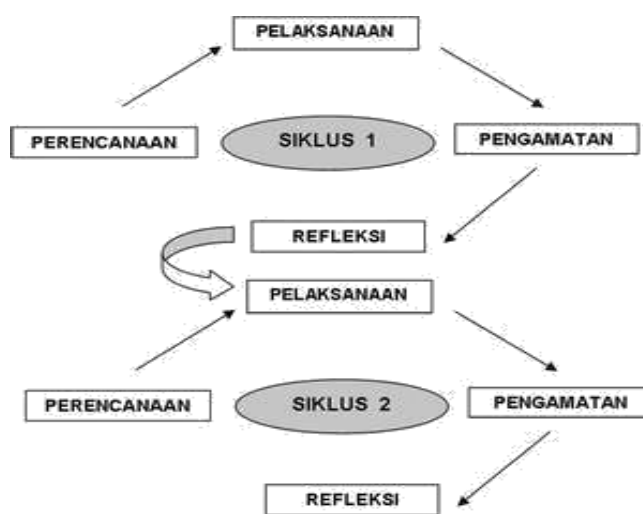 PELAKSANAAN
PERENCANAAN
SIKLUS 1
PENGAMATAN
REFLEKSI
PELAKSANAAN
PERENCANAAN
SIKLUS 2
PENGAMATAN
REFLEKSI